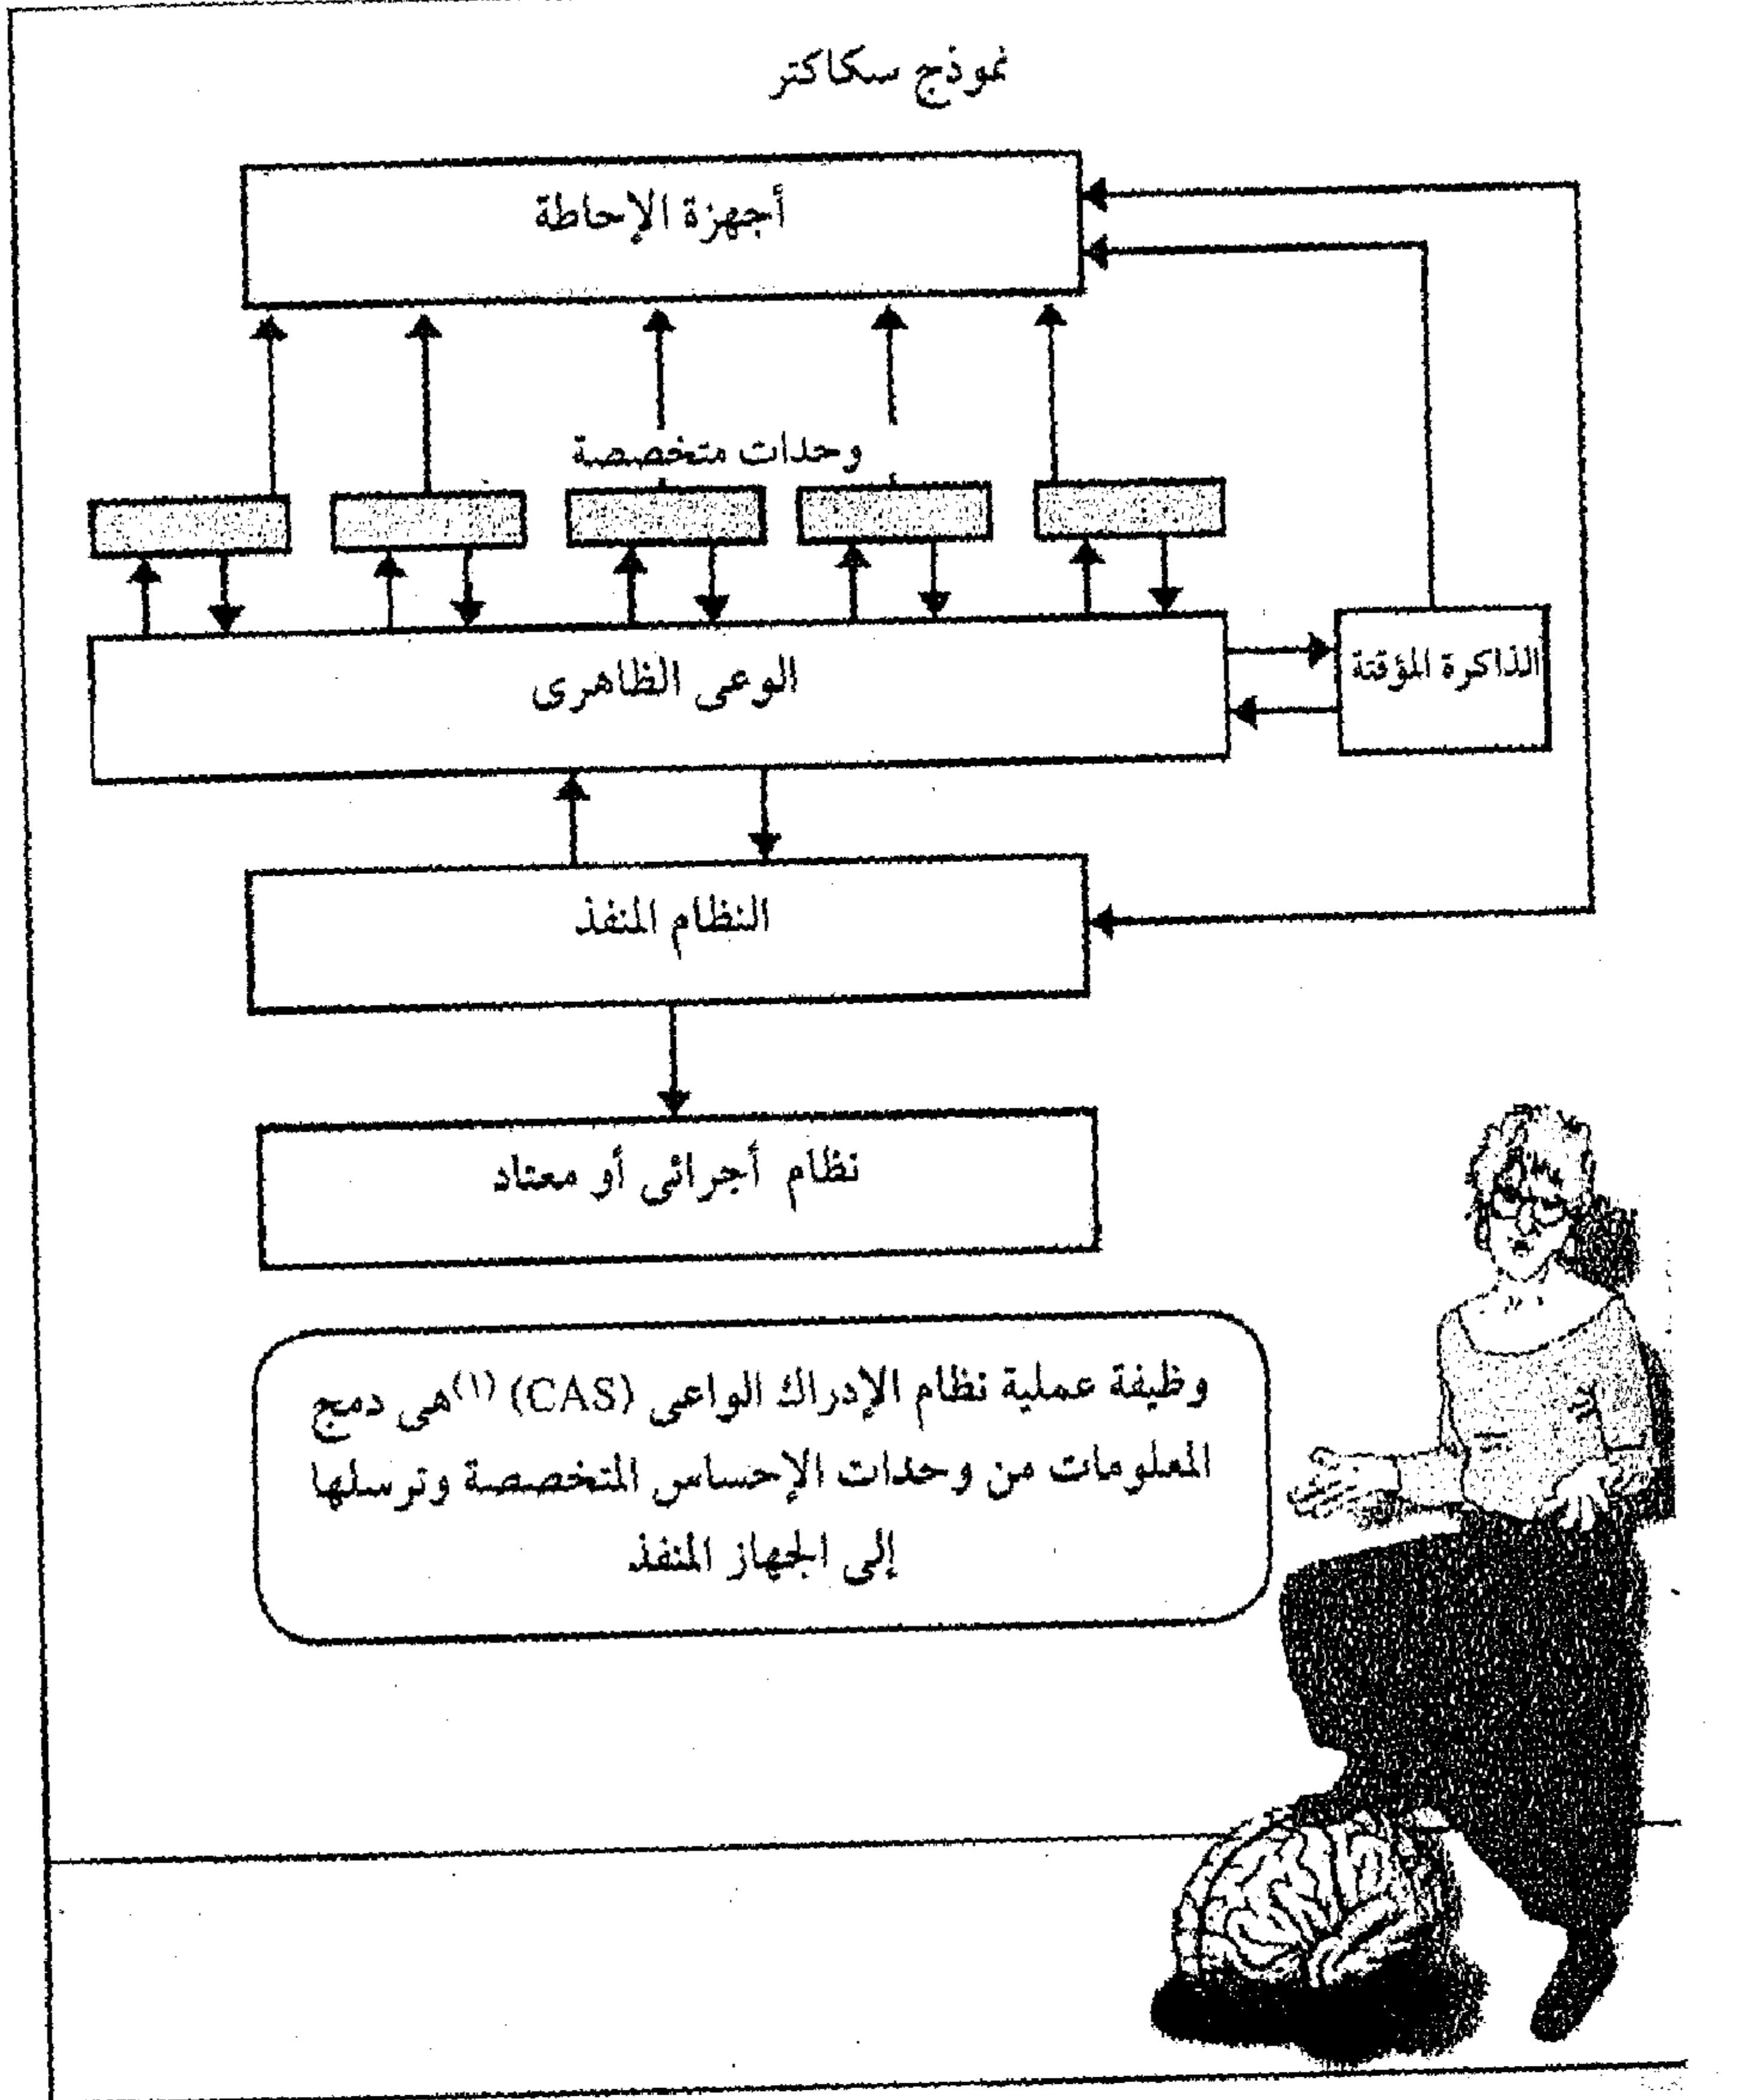 نموذج سكاكتر
أجهزة الإحاطة
وحدات متخصصة
الوعى الظاهرى
الذاكرة المؤقتة
النظام المنفذ
نظام أجرائى أو معتاد
وظيفة عملية نظام الإدراك الواعى (CAS) (١)هى دمج
المعلومات من وحدات الإحساس المتخصصة وترسلها
إلى الجهاز المنفذ